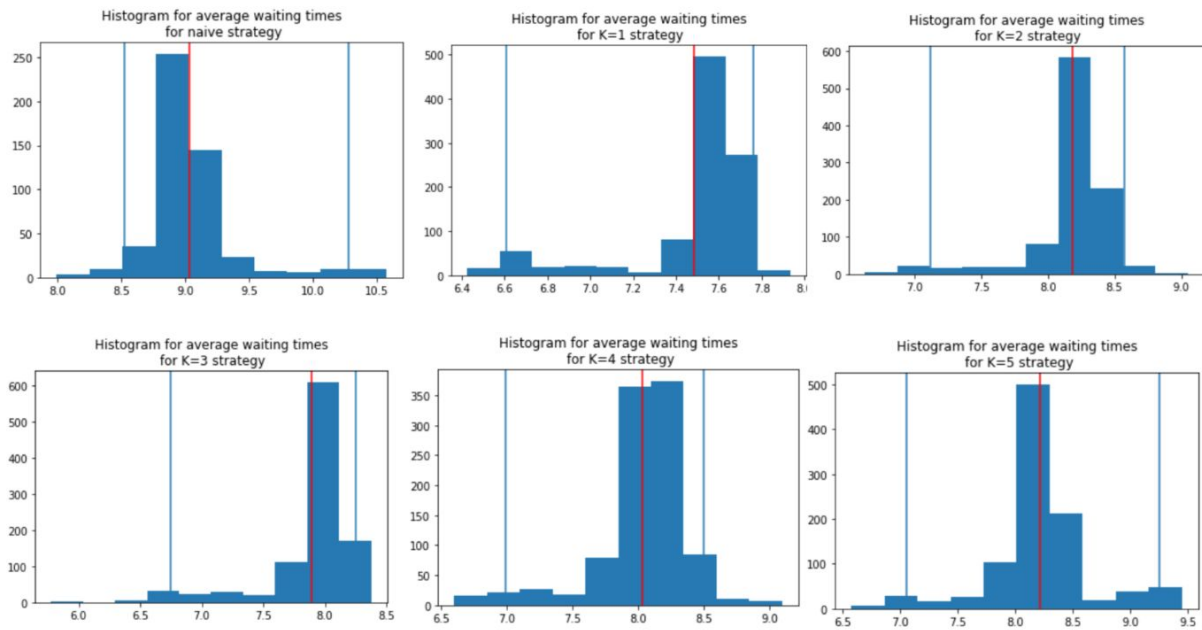 Histogram for average waiting times
for naive strategy
250
200
150
100
50
0
8.0 8.5 9.0 9.5 10.0 10.5
Histogram for average waiting times
for K=1 strategy
500
400
300
200
100
0
6.4 6.6 6.8 7.0 7.2 7.4 7.6 7.8 8.0
Histogram for average waiting times
for K=2 strategy
600
500
400
300
200
100
0
7.0 7.5 8.0 8.5 9.0
Histogram for average waiting times
for K=3 strategy
600
500
400
300
200
100
0
6.0 6.5 7.0 7.5 8.0 8.5
Histogram for average waiting times
for K=4 strategy
350
300
250
200
150
100
50
0
6.5 7.0 7.5 8.0 8.5 9.0
Histogram for average waiting times
for K=5 strategy
500
400
300
200
100
0
6.5 7.0 7.5 8.0 8.5 9.0 9.5